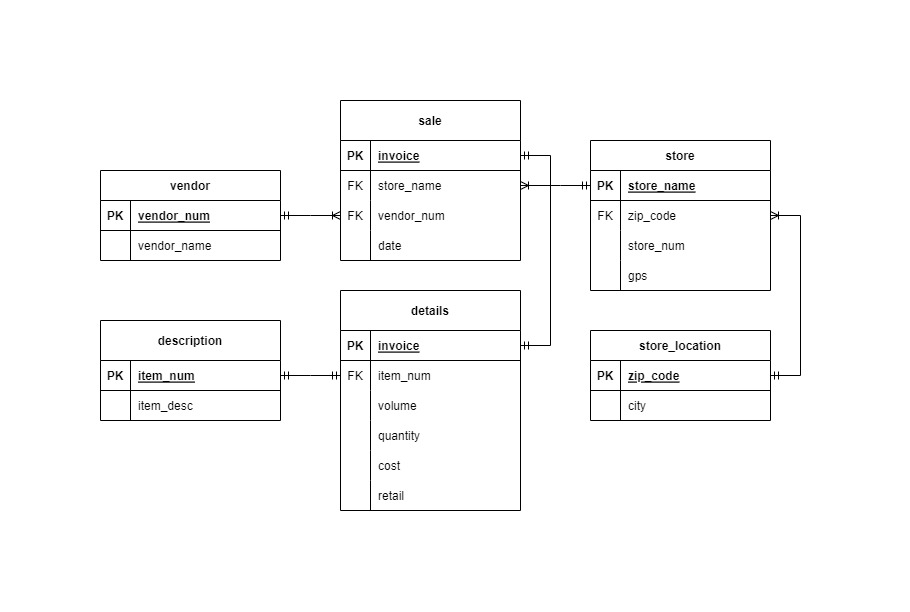 sale
PK invoice
FK store_name
FK vendor_num
date
store
PK store_name
FK zip_code
store_num
gps
vendor
PK vendor_num
vendor_name
details
PK invoice
FK item_num
volume
quantity
cost
retail
description
PK item_num
item_desc
store_location
PK zip_code
city